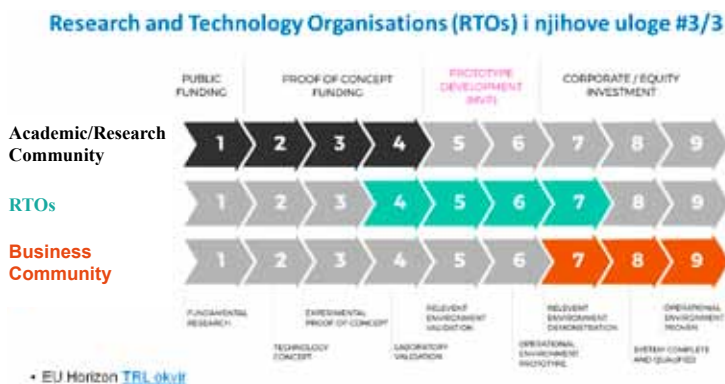 Research and Technology Organisations (RTOs) i njihove uloge #3/3
PUBLIC
FUNDING
PROOF OF CONCEPT
FUNDING
PROTOTYPE
DEVELOPMENT
(MVP)
CORPORATE / EQUITY
INVESTMENT
Academic/Research
Community
1 2 3 4 5 6 7 8 9
RTOs
1 2 3 4 5 6 7 8 9
Business
Community
1 2 3 4 5 6 7 8 9
FUNDAMENTAL
RESEARCH
TECHNOLOGY
CONCEPT
EXPERIMENTAL
PROOF OF CONCEPT
LABORATORY
VALIDATION
RELEVENT
ENVIRONMENT
VALIDATION
OPERATIONAL
ENVIRONMENT
PROTOTYPE
RELEVENT
ENVIRONMENT
DEMONSTRATION
SYSTEM COMPLETE
AND QUALIFIED
OPERATIONAL
ENVIRONMENT
PROVEN
• EU Horizon TRL okvir